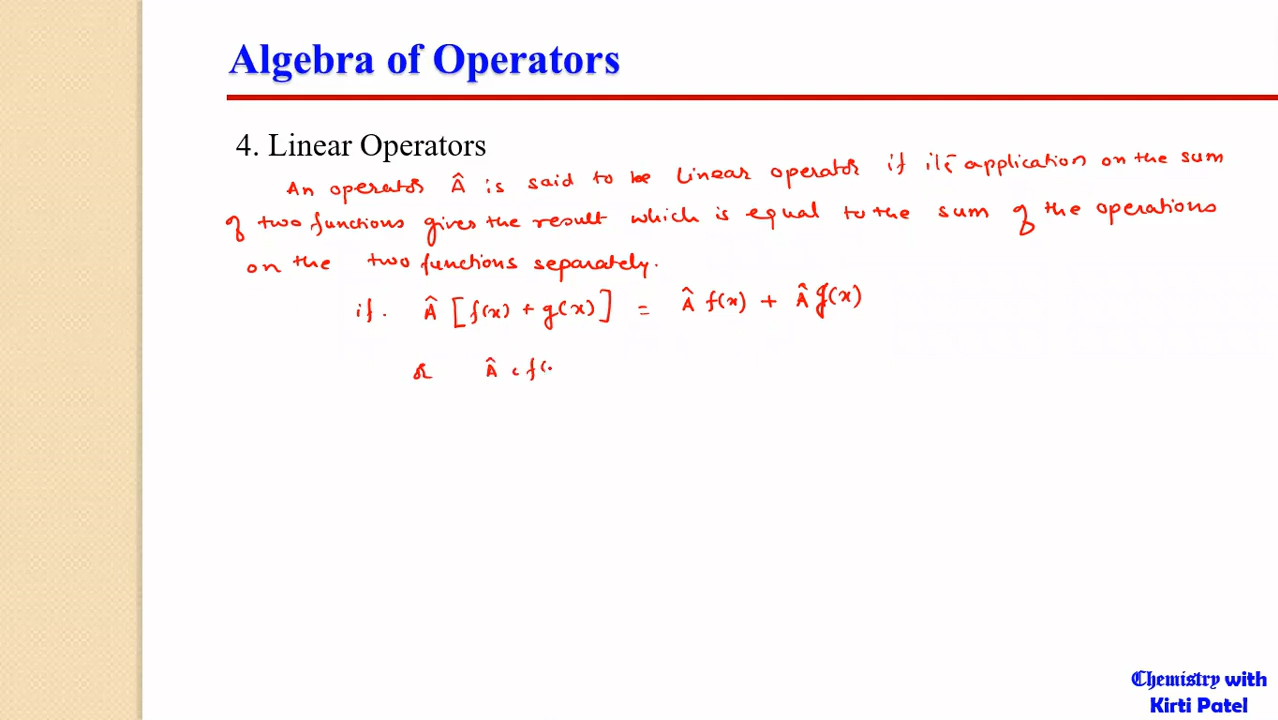 Algebra of Operators
4. Linear Operators
An operator Â is said to be Linear operator if its application on the sum
of two functions gives the result which is equal to the sum of the operations
on the two functions separately.
if. Â [f(x) + g(x)] = Â f(x) + Â g(x)
or Â c f(
Chemistry with
Kirti Patel